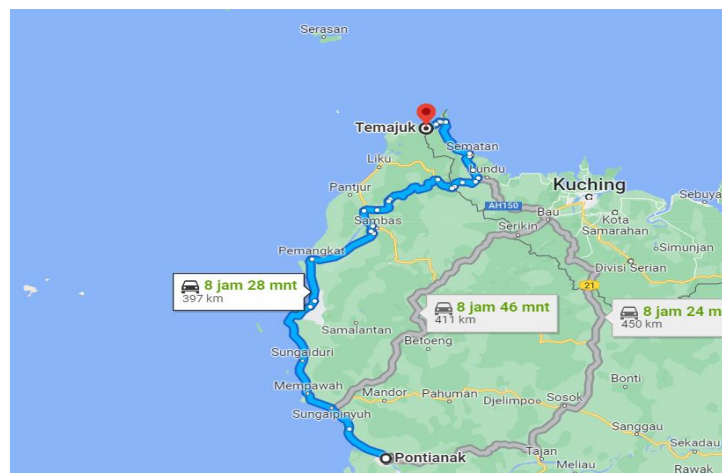 Serasan
Temajuk
Sematan
Liku
Lundu
Kuching
Pantjur
Sebuya
AH150
Bau
Kota
Samarahan
Sambas
Serikin
Simunjan
Pemangkat
Divisi Serian
21
8 jam 28 mnt
397 km
8 jam 46 mnt
411 km
8 jam 24 m
450 km
Samalantan
Betoeng
Sungaiduri
Bonti
Mempawah
Mandor
Pahuman
Djelimpo
Sosok
Sungaipinyuh
Sanggau
Sekadau
Pontianak
Tajan
Meliau
Rawak